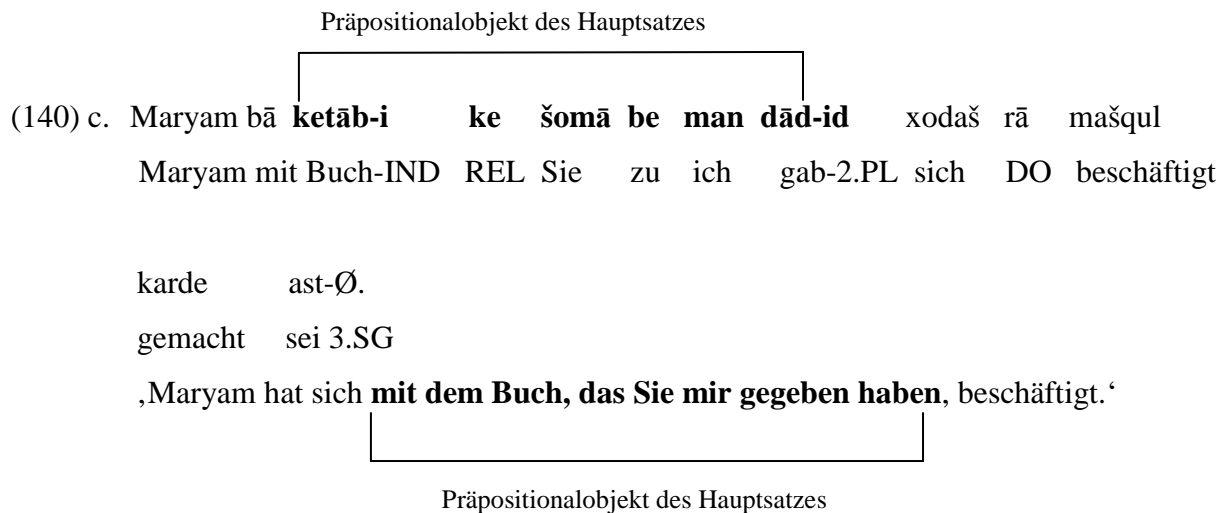 Präpositionalobjekt des Hauptsatzes
(140) c. Maryam bā ketāb-i ke šomā be man dād-id xodaš rā mašqul
Maryam mit Buch-IND REL Sie zu ich gab-2.PL sich DO beschäftigt
karde ast-Ø.
gemacht sei 3.SG
‚Maryam hat sich mit dem Buch, das Sie mir gegeben haben, beschäftigt.‘
Präpositionalobjekt des Hauptsatzes